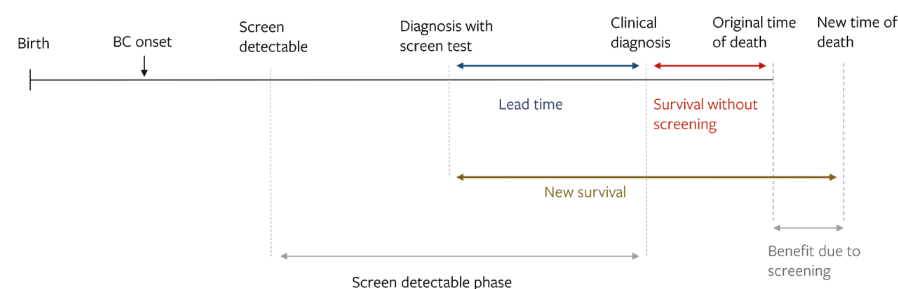 Birth
BC onset
Screen
detectable
Diagnosis with
screen test
Clinical
diagnosis
Original time
of death
New time of
death
Lead time
Survival without
screening
New survival
Benefit due to
screening
Screen detectable phase